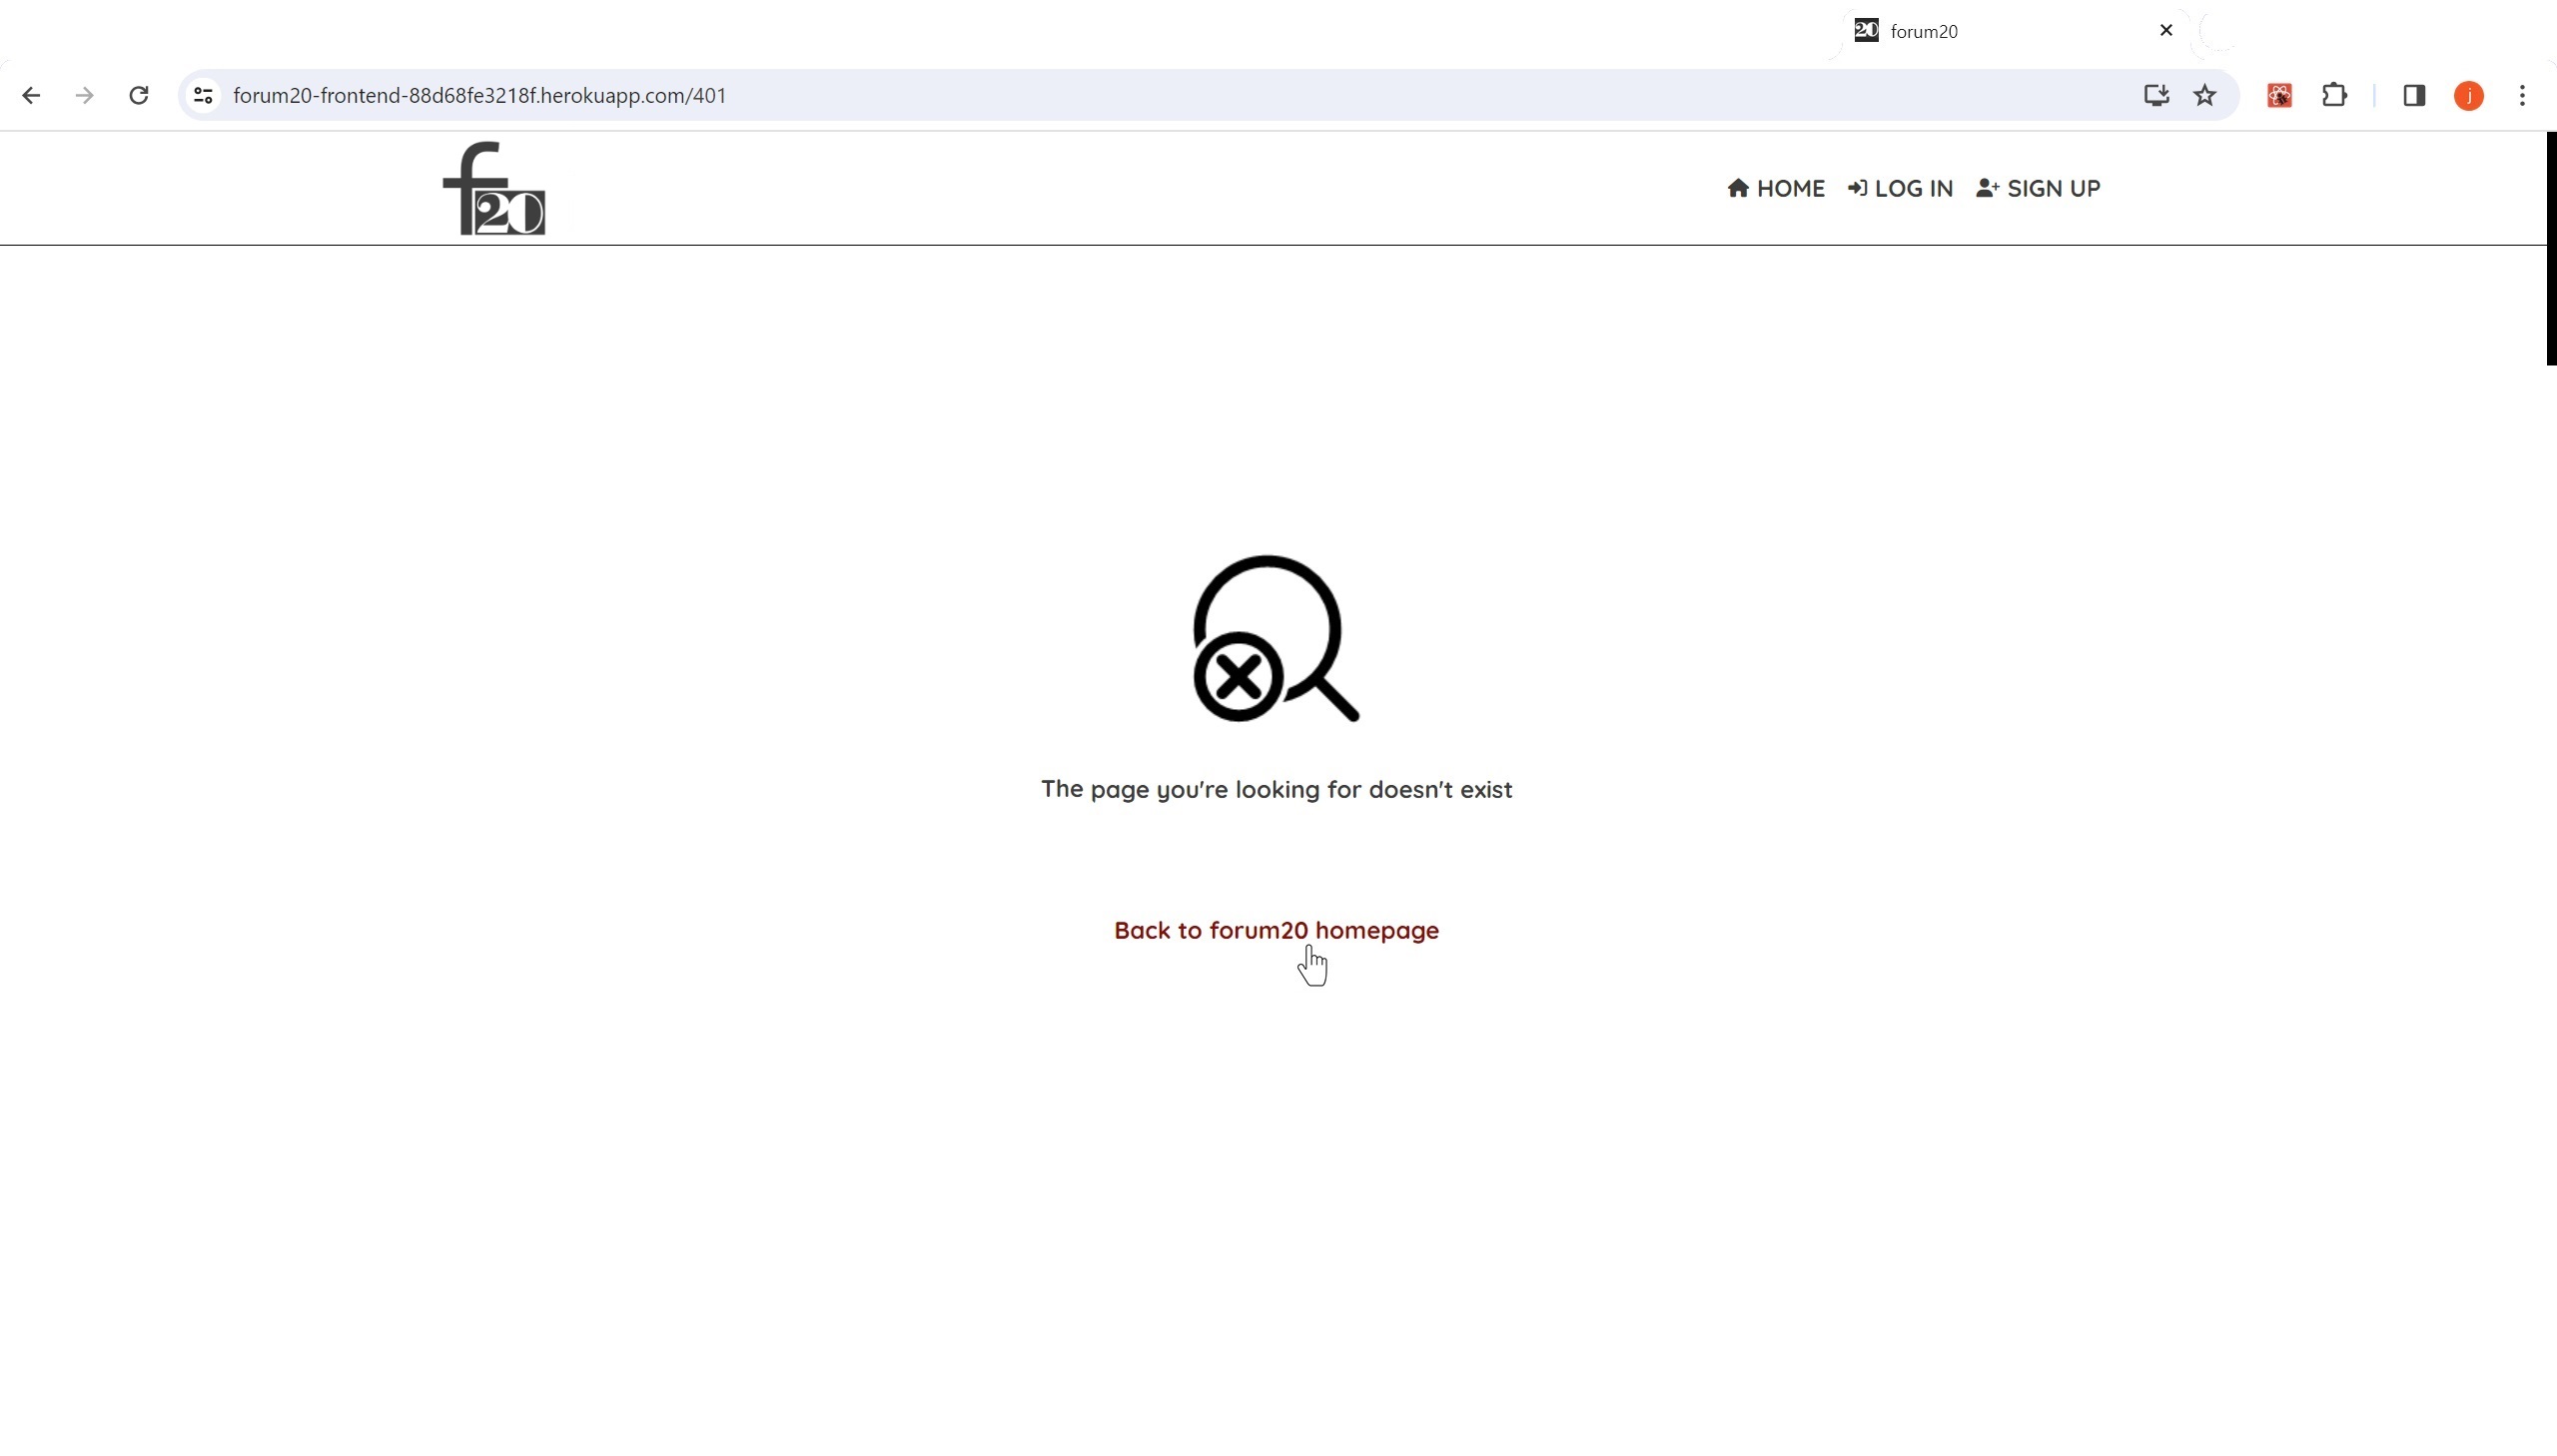 20 forum20
forum20-frontend-88d68fe3218f.herokuapp.com/401
j
f20
HOME LOG IN SIGN UP
The page you're looking for doesn't exist
Back to forum20 homepage